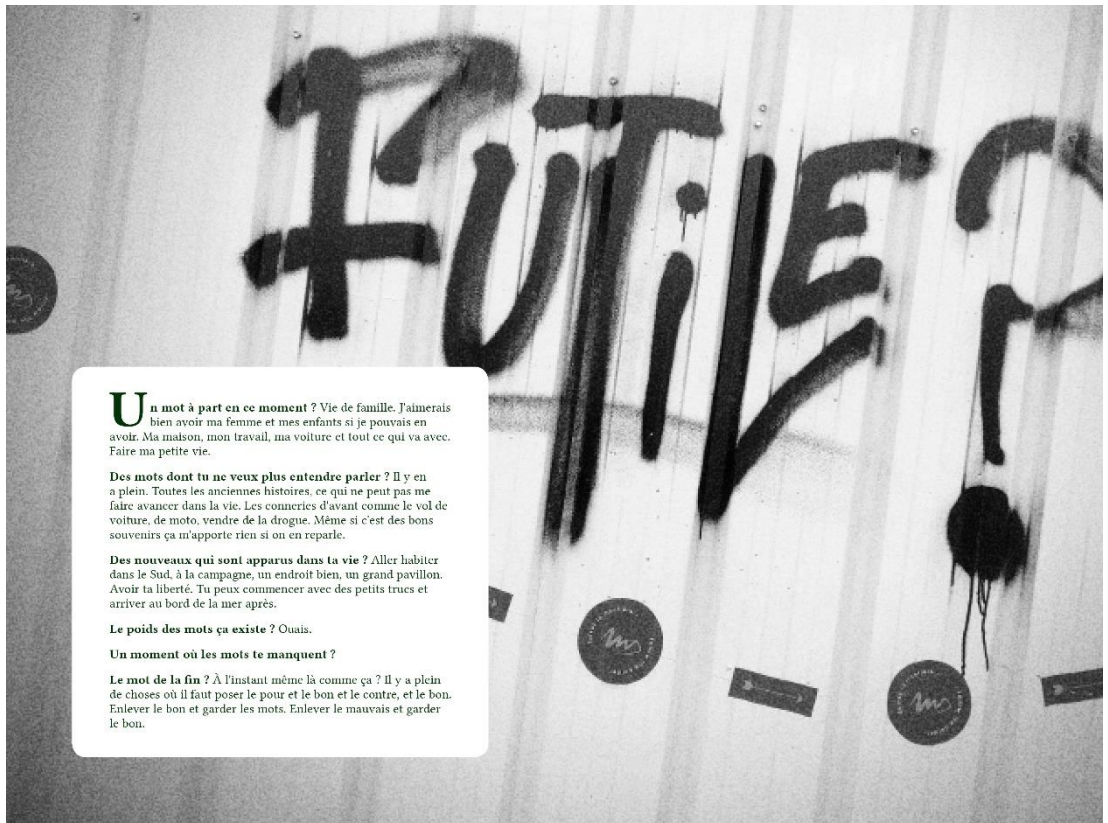 FUTiLE ?
Un mot à part en ce moment ? Vie de famille. J'aimerais
bien avoir ma femme et mes enfants si je pouvais en
avoir. Ma maison, mon travail, ma voiture et tout ce qui va avec.
Faire ma petite vie.
Des mots dont tu ne veux plus entendre parler ? Il y en
a plein. Toutes les anciennes histoires, ce qui ne peut pas me
faire avancer dans la vie. Les conneries d'avant comme le vol de
voiture, de moto, vendre de la drogue. Même si c'est des bons
souvenirs ça m'apporte rien si on en reparle.
Des nouveaux qui sont apparus dans ta vie ? Aller habiter
dans le Sud, à la campagne, un endroit bien, un grand pavillon.
Avoir ta liberté. Tu peux commencer avec des petits trucs et
arriver au bord de la mer après.
Le poids des mots ça existe ? Ouais.
Un moment où les mots te manquent ?
Le mot de la fin ? À l'instant même là comme ça ? Il y a plein
de choses où il faut poser le pour et le bon et le contre, et le bon.
Enlever le bon et garder les mots. Enlever le mauvais et garder
le bon.